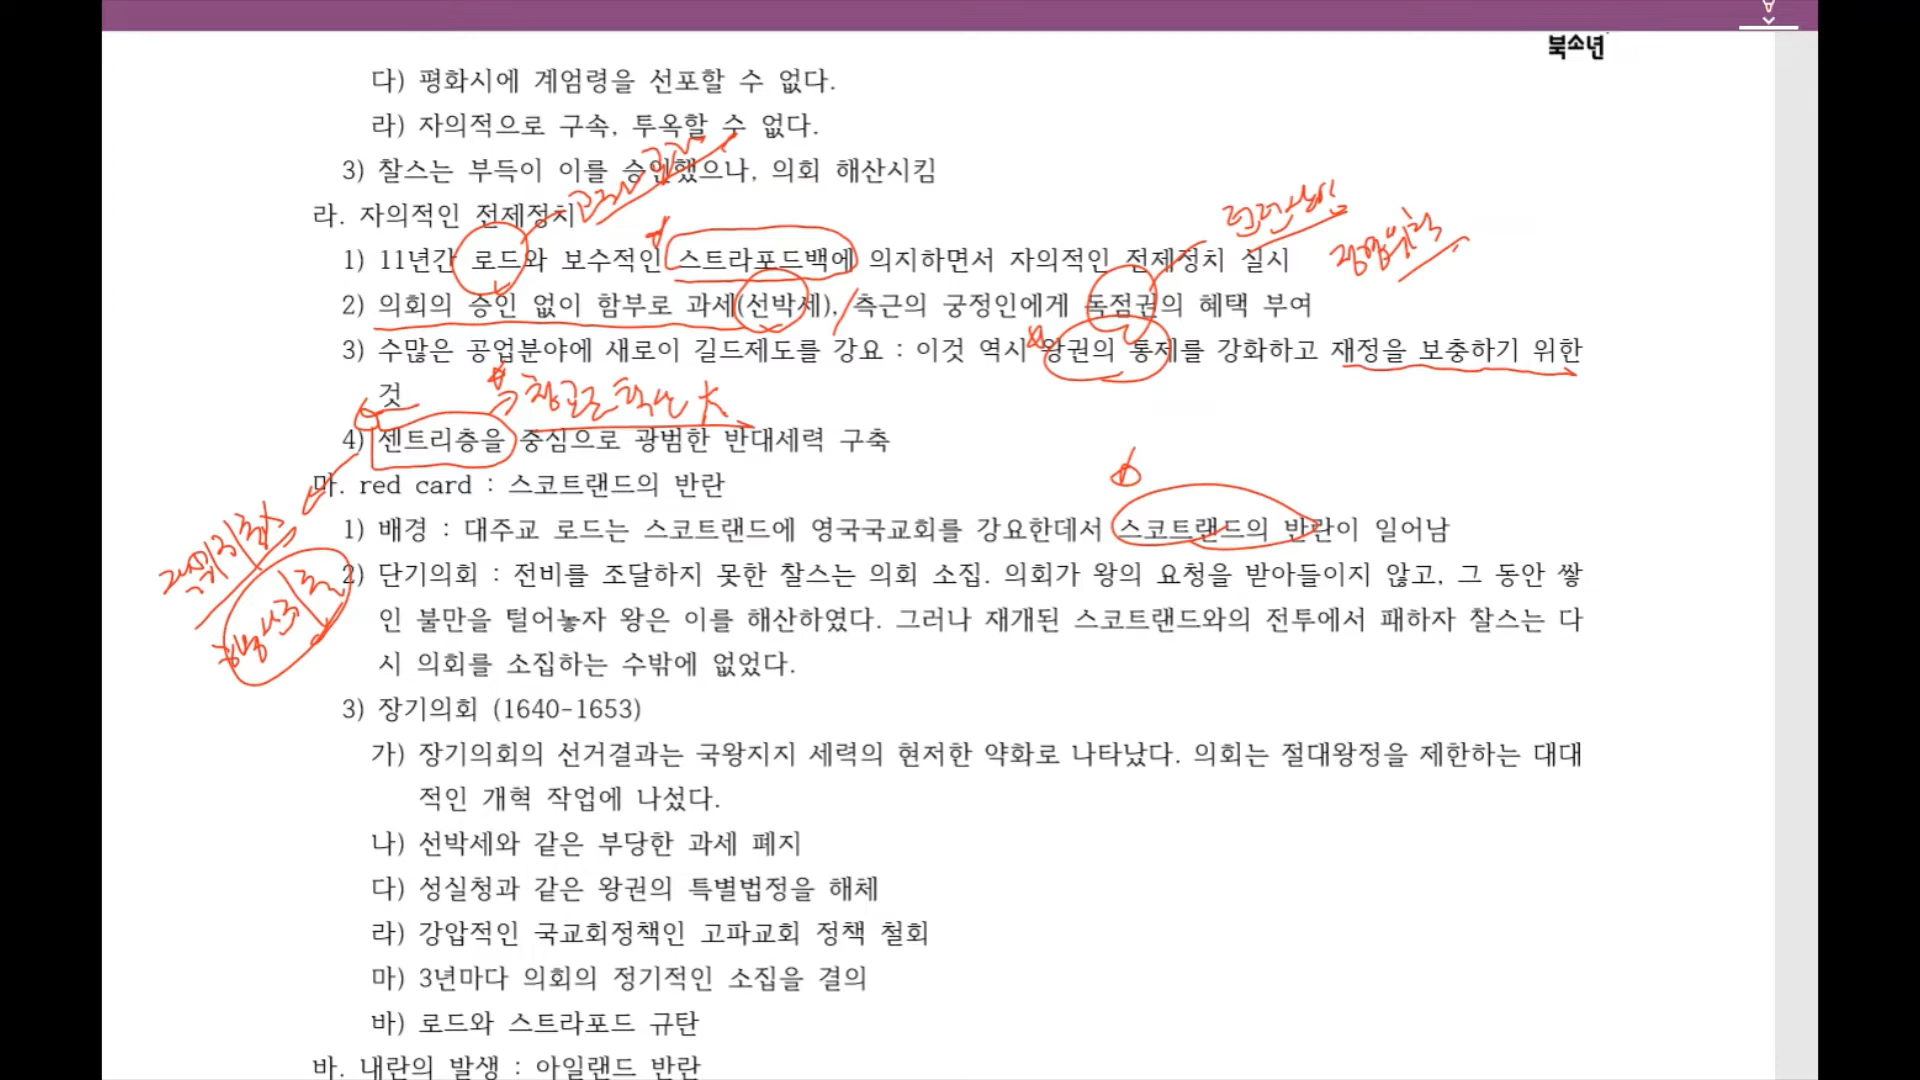 북소년
다) 평화시에 계엄령을 선포할 수 없다.
라) 자의적으로 구속, 투옥할 수 없다.
3) 찰스는 부득이 이를 승인했으나, 의회 해산시킴
라. 자의적인 전제정치
1) 11년간 로드와 보수적인 스트라포드백에 의지하면서 자의적인 전제정치 실시
2) 의회의 승인 없이 함부로 과세(선박세), 측근의 궁정인에게 독점권의 혜택 부여
3) 수많은 공업분야에 새로이 길드제도를 강요 : 이것 역시 왕권의 통제를 강화하고 재정을 보충하기 위한
것
4) 젠트리층을 중심으로 광범한 반대세력 구축
마. red card : 스코트랜드의 반란
1) 배경 : 대주교 로드는 스코트랜드에 영국국교회를 강요한데서 스코트랜드의 반란이 일어남
2) 단기의회 : 전비를 조달하지 못한 찰스는 의회 소집. 의회가 왕의 요청을 받아들이지 않고, 그 동안 쌓
인 불만을 털어놓자 왕은 이를 해산하였다. 그러나 재개된 스코트랜드와의 전투에서 패하자 찰스는 다
시 의회를 소집하는 수밖에 없었다.
3) 장기의회 (1640-1653)
가) 장기의회의 선거결과는 국왕지지 세력의 현저한 약화로 나타났다. 의회는 절대왕정을 제한하는 대대
적인 개혁 작업에 나섰다.
나) 선박세와 같은 부당한 과세 폐지
다) 성실청과 같은 왕권의 특별법정을 해체
라) 강압적인 국교회정책인 고파교회 정책 철회
마) 3년마다 의회의 정기적인 소집을 결의
바) 로드와 스트라포드 규탄
바. 내란의 발생 : 아일랜드 반란